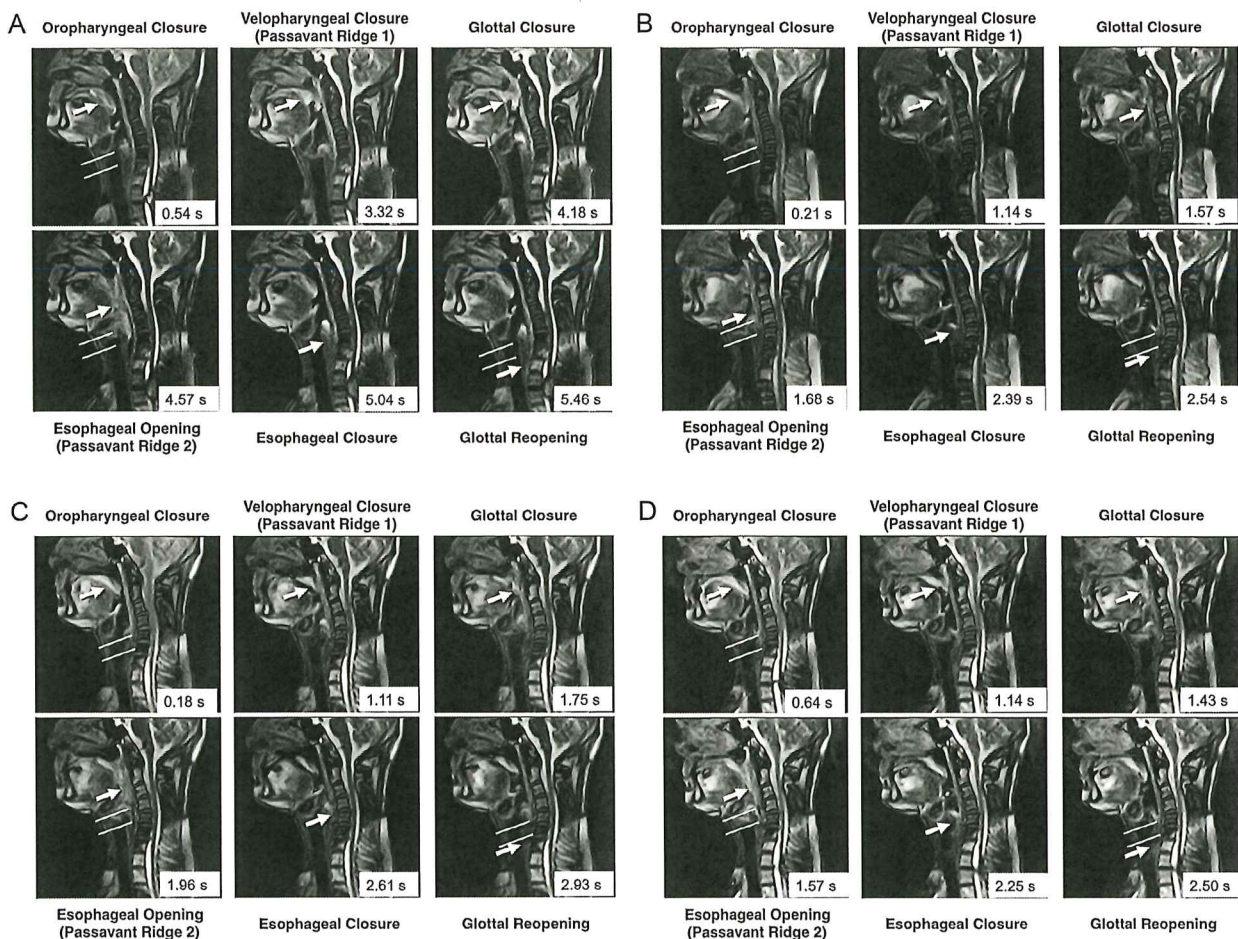 A
Oropharyngeal Closure
Velopharyngeal Closure
(Passavant Ridge 1)
Glottal Closure
0.54 s
3.32 s
4.18 s
4.57 s
5.04 s
5.46 s
Esophageal Opening
(Passavant Ridge 2)
Esophageal Closure
Glottal Reopening
B
Oropharyngeal Closure
Velopharyngeal Closure
(Passavant Ridge 1)
Glottal Closure
0.21 s
1.14 s
1.57 s
1.68 s
2.39 s
2.54 s
Esophageal Opening
(Passavant Ridge 2)
Esophageal Closure
Glottal Reopening
C
Oropharyngeal Closure
Velopharyngeal Closure
(Passavant Ridge 1)
Glottal Closure
0.18 s
1.11 s
1.75 s
1.96 s
2.61 s
2.93 s
Esophageal Opening
(Passavant Ridge 2)
Esophageal Closure
Glottal Reopening
D
Oropharyngeal Closure
Velopharyngeal Closure
(Passavant Ridge 1)
Glottal Closure
0.64 s
1.14 s
1.43 s
1.57 s
2.25 s
2.50 s
Esophageal Opening
(Passavant Ridge 2)
Esophageal Closure
Glottal Reopening